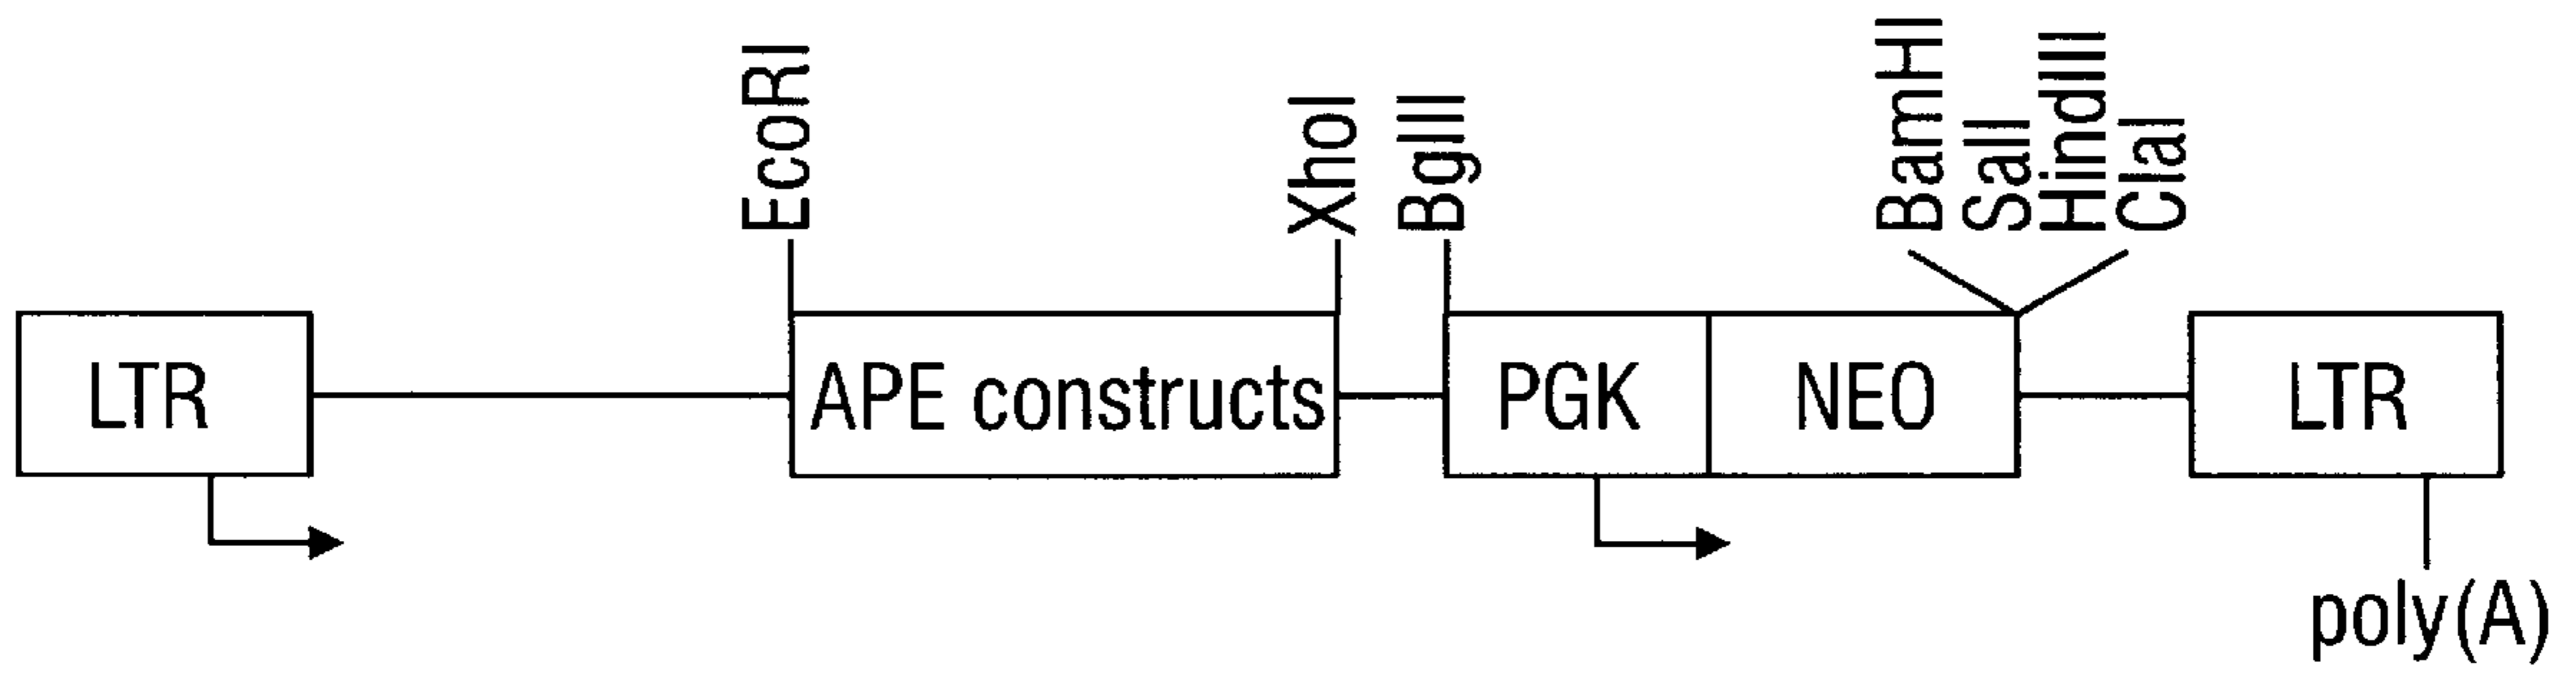 EcoRI
XhoI
BglII
BamHI
SalI
HindIII
ClaI
LTR
APE constructs
PGK
NEO
LTR
poly(A)